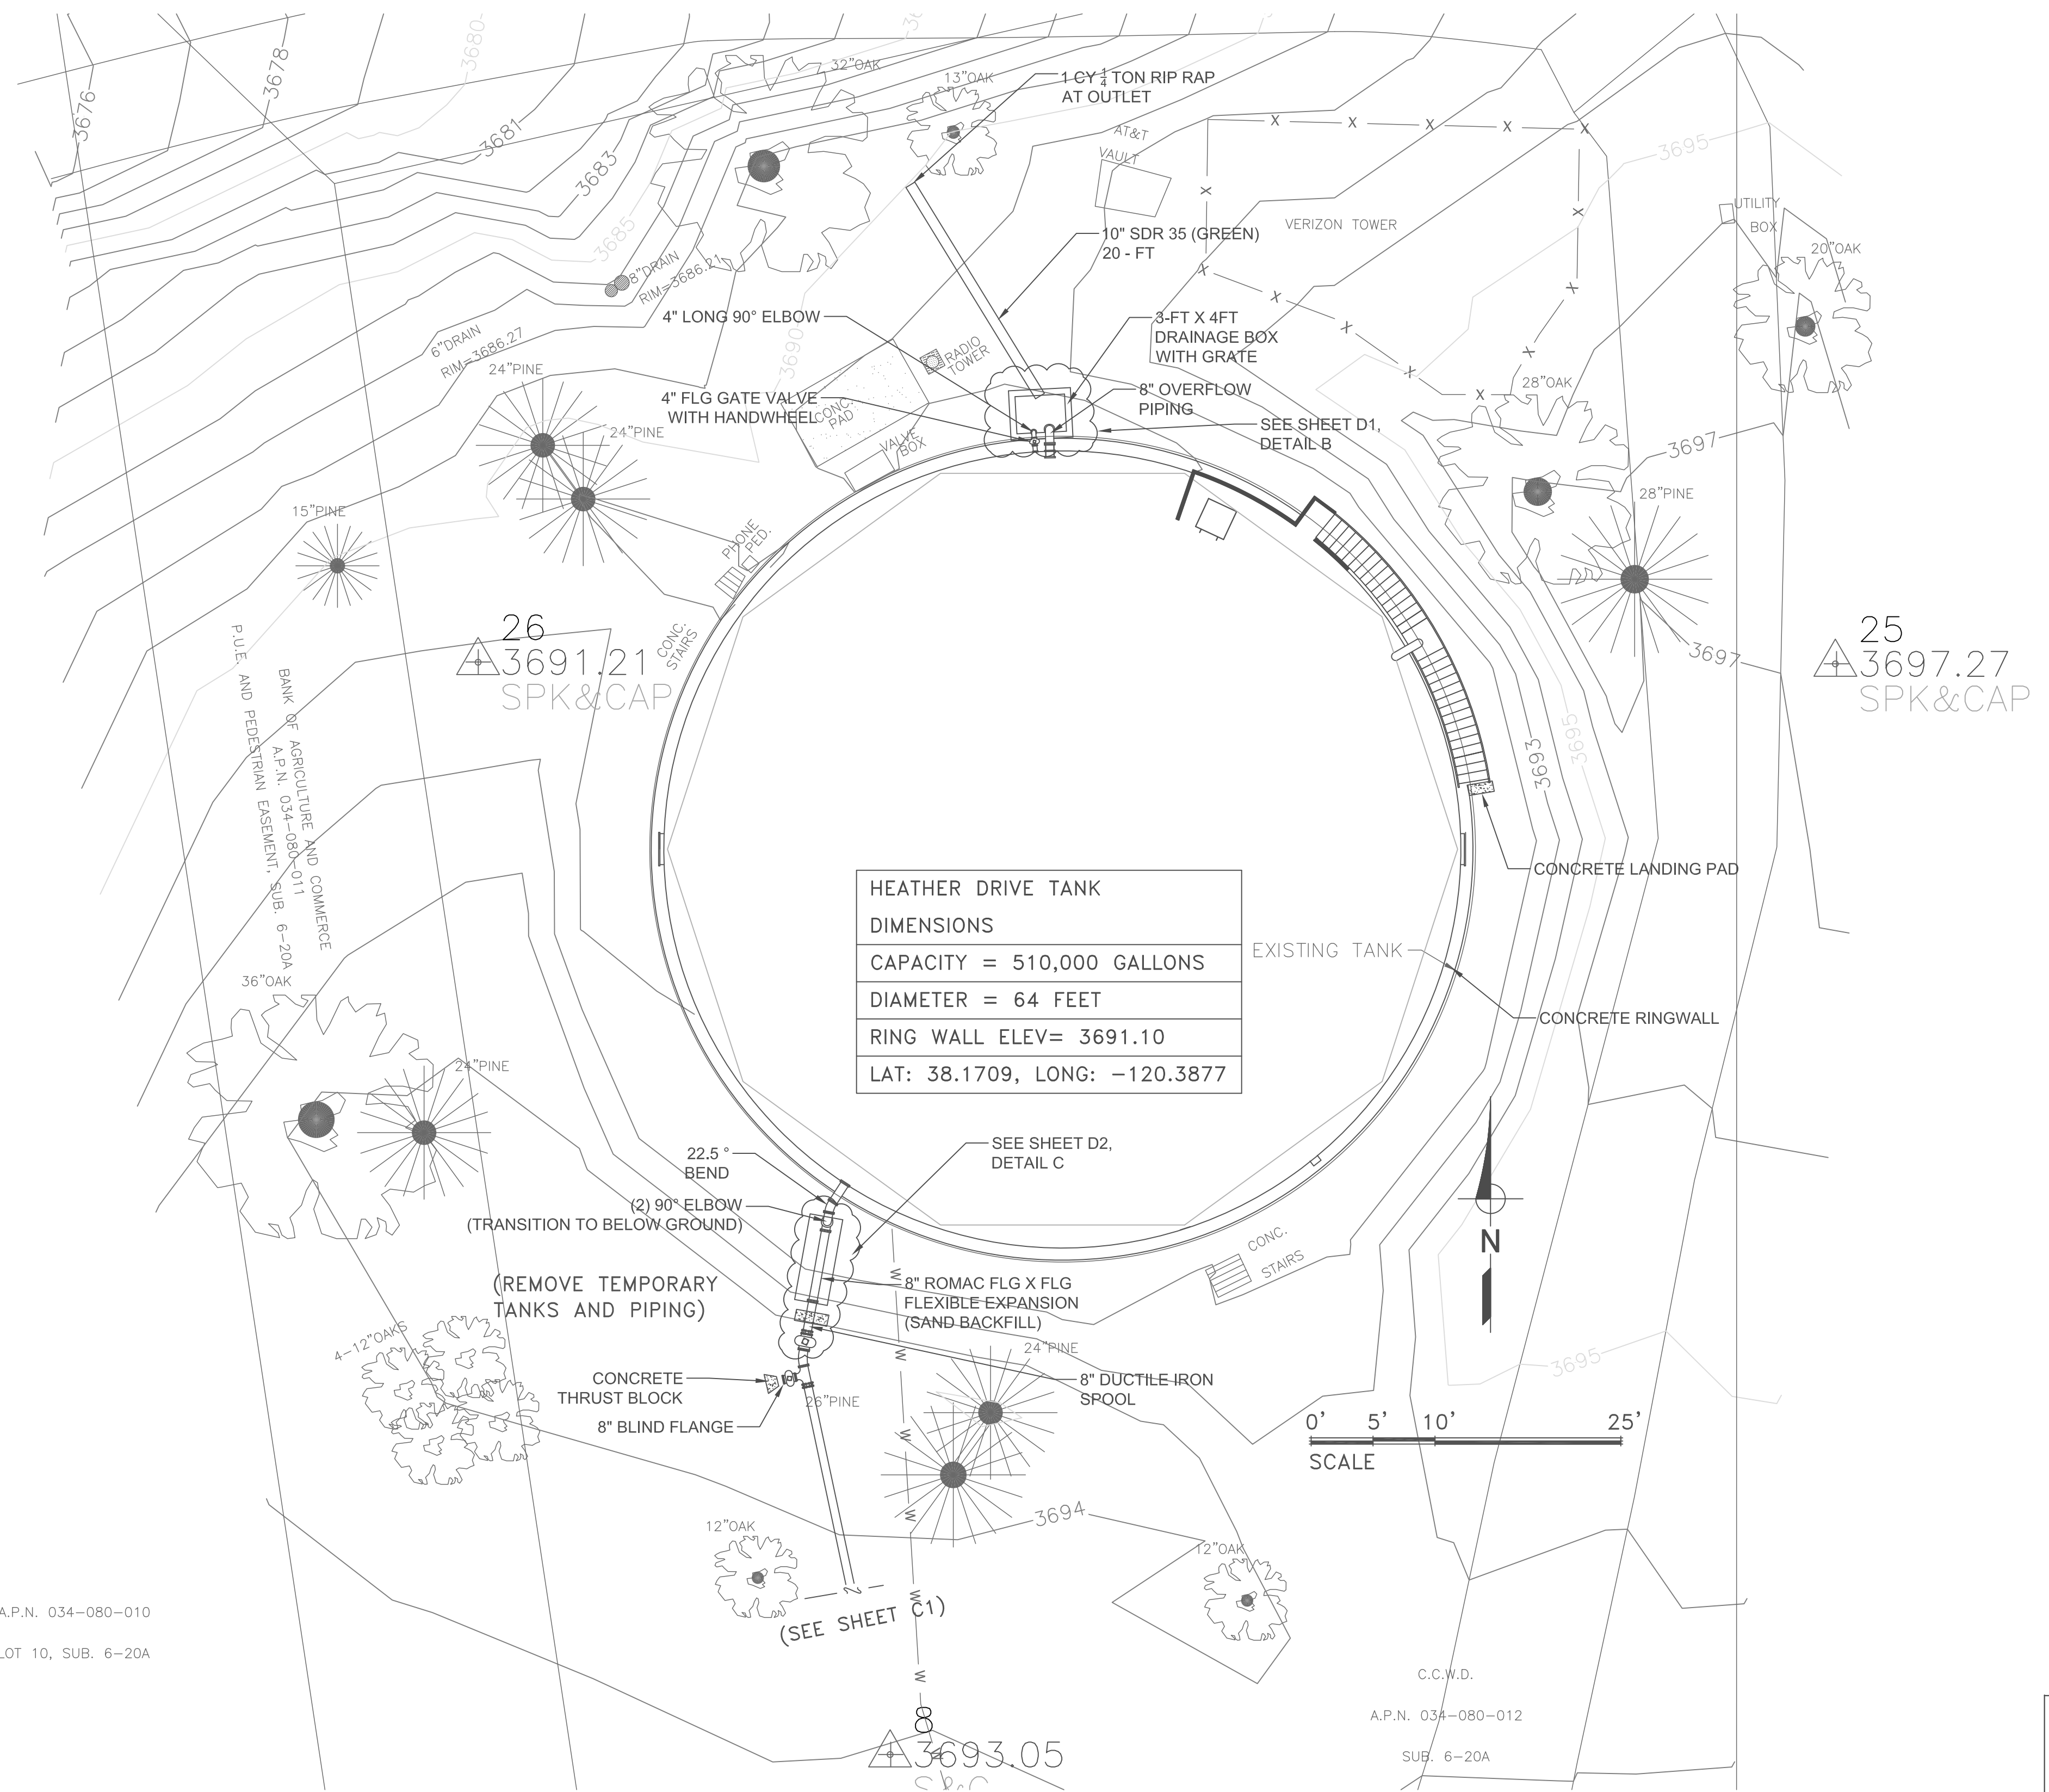 3676
3678
3680
3681
3683
3685
32"OAK
13"OAK
1 CY 1/4 TON RIP RAP
AT OUTLET
AT&T
VAULT
X X X X X
3695
UTILITY
BOX
20"OAK
VERIZON TOWER
10" SDR 35 (GREEN)
20 - FT
8"DRAIN
RIM=3686.21
6"DRAIN
RIM=3686.27
4" LONG 90° ELBOW
3690
RADIO
TOWER
3-FT X 4FT
DRAINAGE BOX
WITH GRATE
4" FLG GATE VALVE
WITH HANDWHEEL
CONC.
PAD
VALVE
BOX
8" OVERFLOW
PIPING
SEE SHEET D1,
DETAIL B
28"OAK
3697
28"PINE
24"PINE
24"PINE
15"PINE
PHONE
PED.
CONC.
STAIRS
26
3691.21
SPK&CAP
25
3697.27
SPK&CAP
3697
3693
3695
P.U.E. AND PEDESTRIAN EASEMENT, SUB. 6-20A
BANK OF AGRICULTURE AND COMMERCE
A.P.N. 034-080-011
CONCRETE LANDING PAD
HEATHER DRIVE TANK
DIMENSIONS
CAPACITY = 510,000 GALLONS
DIAMETER = 64 FEET
RING WALL ELEV= 3691.10
LAT: 38.1709, LONG: -120.3877
EXISTING TANK
CONCRETE RINGWALL
36"OAK
24"PINE
22.5 °
BEND
(2) 90° ELBOW
(TRANSITION TO BELOW GROUND)
SEE SHEET D2,
DETAIL C
N
CONC.
STAIRS
(REMOVE TEMPORARY
TANKS AND PIPING)
8" ROMAC FLG X FLG
FLEXIBLE EXPANSION
(SAND BACKFILL)
4-12"OAKS
CONCRETE
THRUST BLOCK
8" BLIND FLANGE
26"PINE
24"PINE
8" DUCTILE IRON
SPOOL
3695
0' 5' 10' 25'
SCALE
W W W W W W W
3694
12"OAK
12"OAK
(SEE SHEET C1)
A.P.N. 034-080-010
LOT 10, SUB. 6-20A
C.C.W.D.
A.P.N. 034-080-012
SUB. 6-20A
8
3693.05